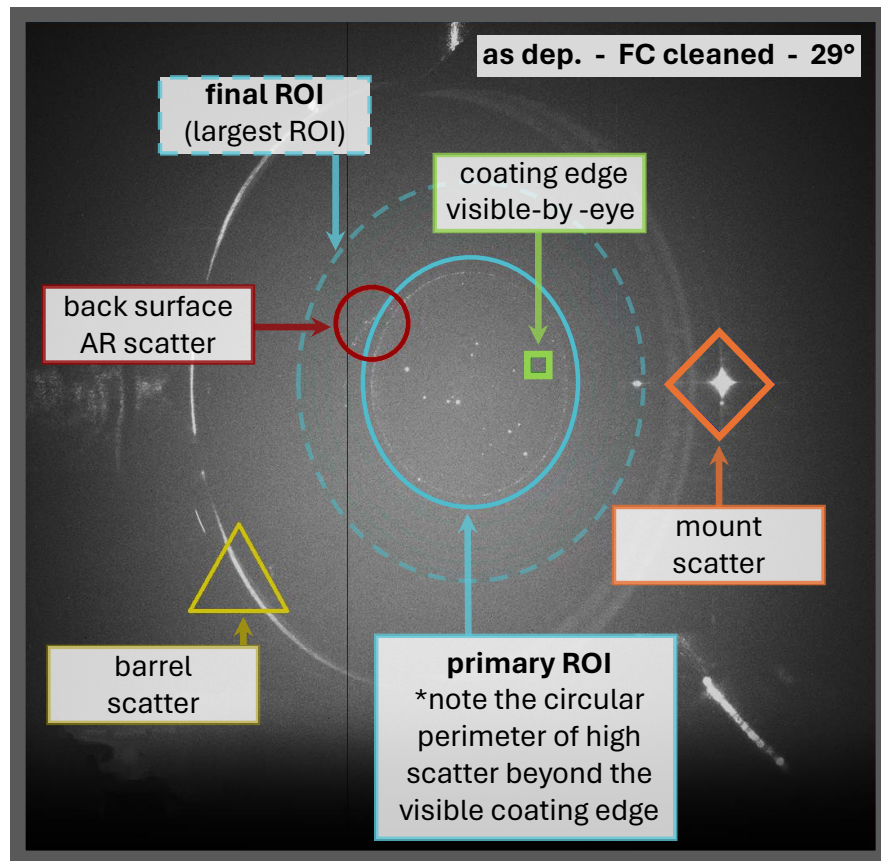 as dep. - FC cleaned - 29°
final ROI
(largest ROI)
coating edge
visible-by -eye
back surface
AR scatter
mount
scatter
barrel
scatter
primary ROI
*note the circular
perimeter of high
scatter beyond the
visible coating edge